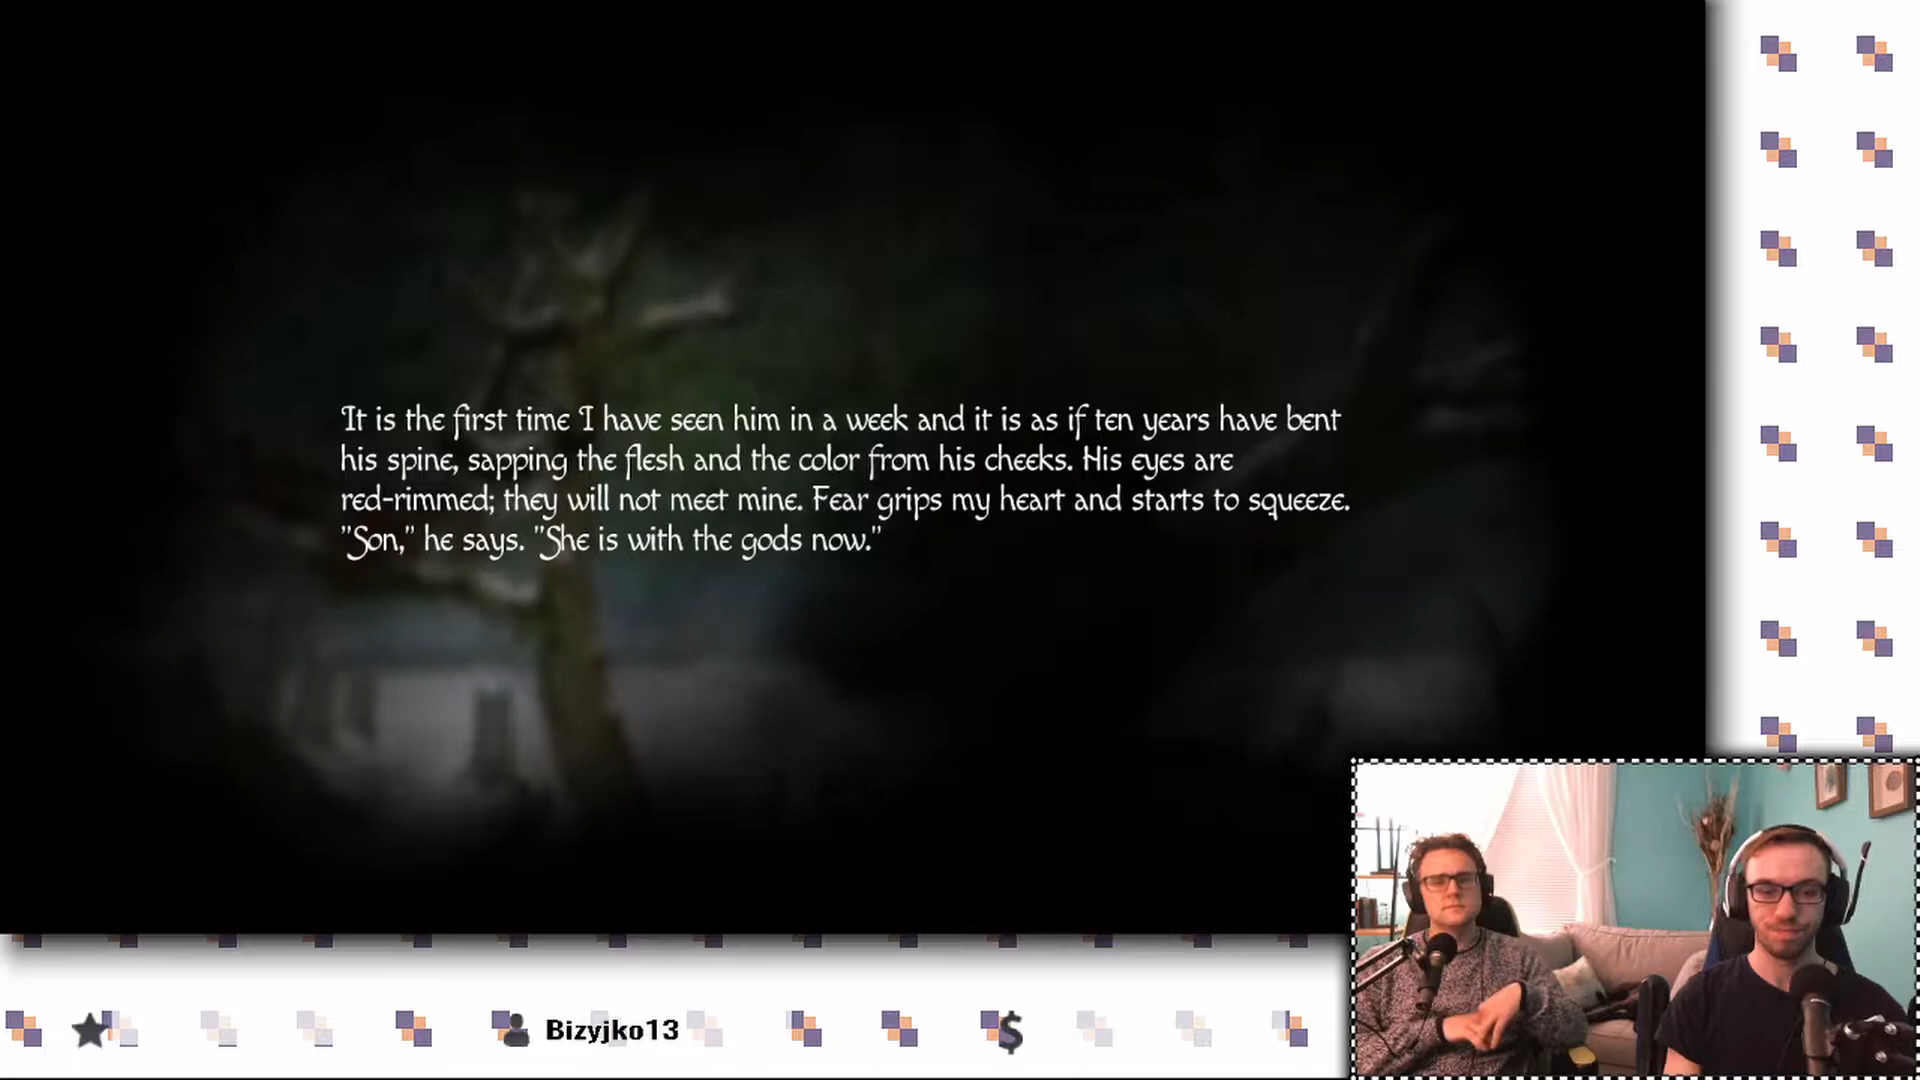 It is the first time I have seen him in a week and it is as if ten years have bent
his spine, sapping the flesh and the color from his cheeks. His eyes are
red-rimmed; they will not meet mine. Fear grips my heart and starts to squeeze.
"Son," he says. "She is with the gods now."
Bizyjko13
$